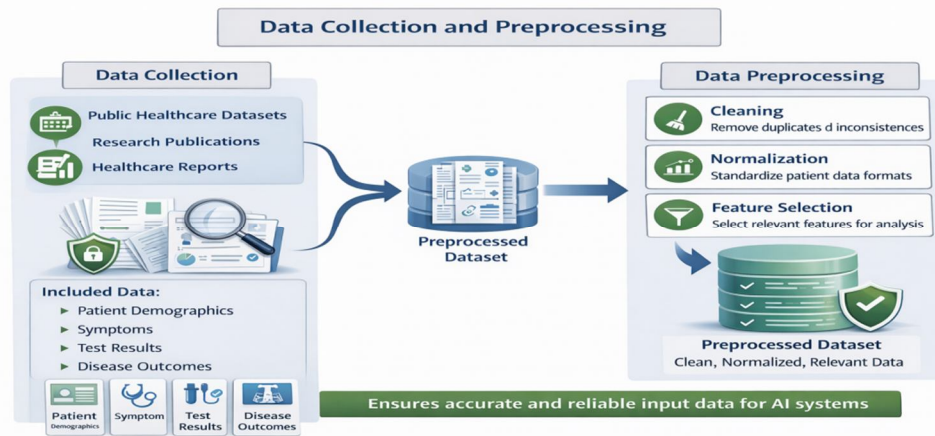 Data Collection and Preprocessing
Data Collection
Public Healthcare Datasets
Research Publications
Healthcare Reports
Included Data:
► Patient Demographics
► Symptoms
► Test Results
► Disease Outcomes
Patient
Demographics
Symptom
Test
Results
Disease
Outcomes
Preprocessed
Dataset
Data Preprocessing
Cleaning
Remove duplicates d inconsistences
Normalization
Standardize patient data formats
Feature Selection
Select relevant features for analysis
Preprocessed Dataset
Clean, Normalized, Relevant Data
Ensures accurate and reliable input data for AI systems